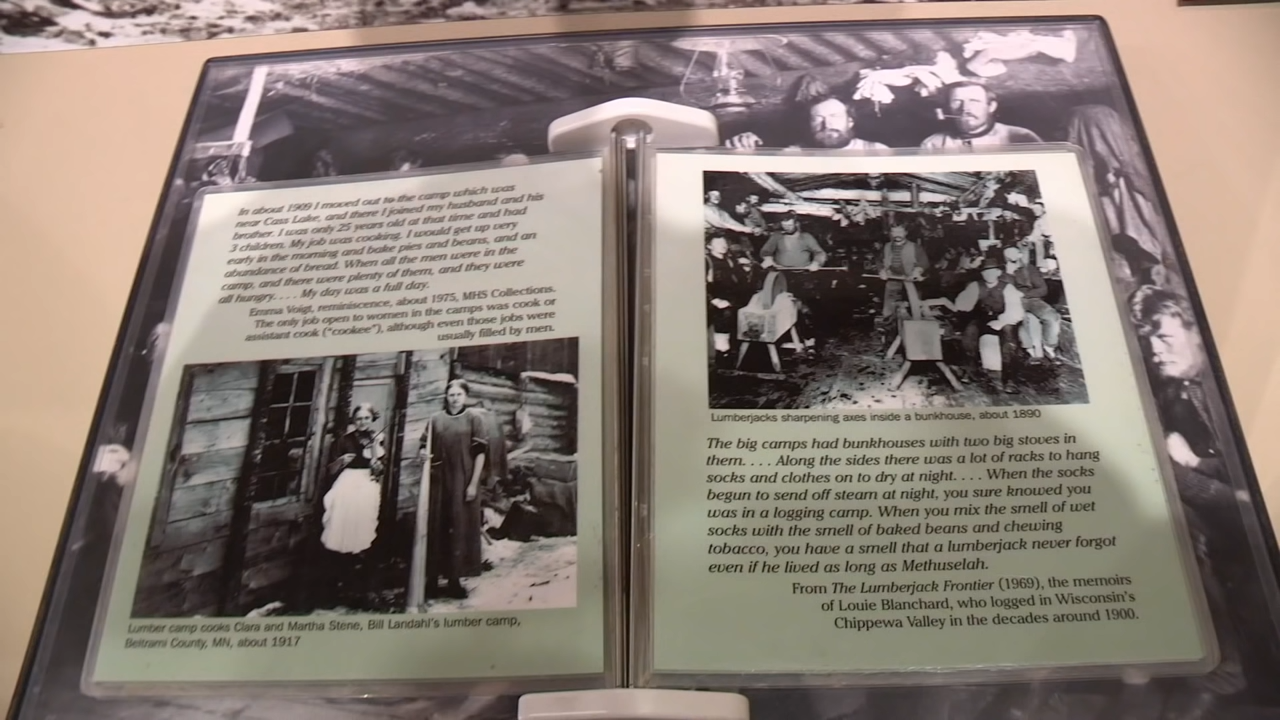 In about 1909 I moved out to the camp which was
near Cass Lake, and there I joined my husband and his
brother. I was only 25 years old at that time and had
3 children. My job was cooking. I would get up very
early in the morning and bake pies and beans, and an
abundance of bread. When all the men were in the
camp, and there were plenty of them, and they were
all hungry. . . . My day was a full day.
Emma Voigt, reminiscence, about 1975, MHS Collections.
The only job open to women in the camps was cook or
assistant cook ("cookee"), although even those jobs were
usually filled by men.
Lumber camp cooks Clara and Martha Stene, Bill Landahl's lumber camp,
Beltrami County, MN, about 1917
Lumberjacks sharpening axes inside a bunkhouse, about 1890
The big camps had bunkhouses with two big stoves in
them. . . . Along the sides there was a lot of racks to hang
socks and clothes on to dry at night. . . . When the socks
begun to send off steam at night, you sure knowed you
was in a logging camp. When you mix the smell of wet
socks with the smell of baked beans and chewing
tobacco, you have a smell that a lumberjack never forgot
even if he lived as long as Methuselah.
From The Lumberjack Frontier (1969), the memoirs
of Louie Blanchard, who logged in Wisconsin's
Chippewa Valley in the decades around 1900.